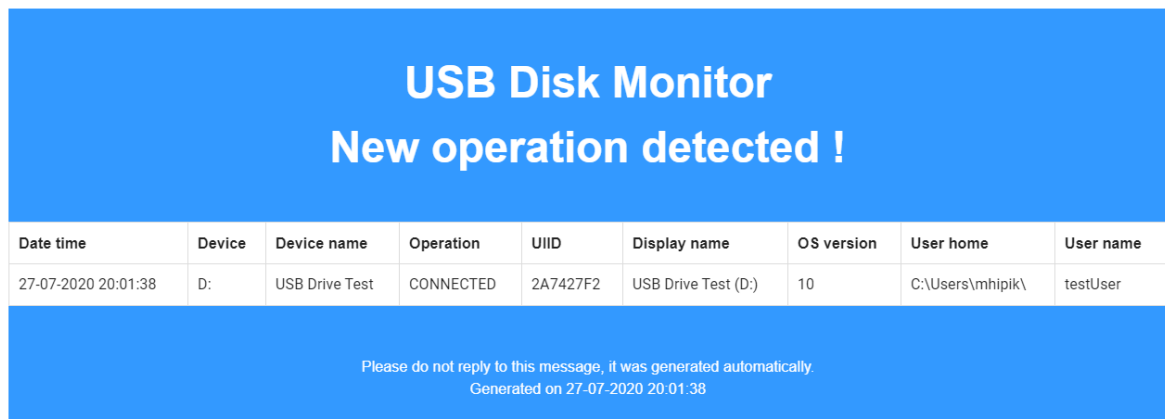 USB Disk Monitor
New operation detected !
Date time Device Device name Operation UIID Display name OS version User home User name
27-07-2020 20:01:38 D: USB Drive Test CONNECTED 2A7427F2 USB Drive Test (D:) 10 C:\Users\mhipik\ testUser
Please do not reply to this message, it was generated automatically.
Generated on 27-07-2020 20:01:38